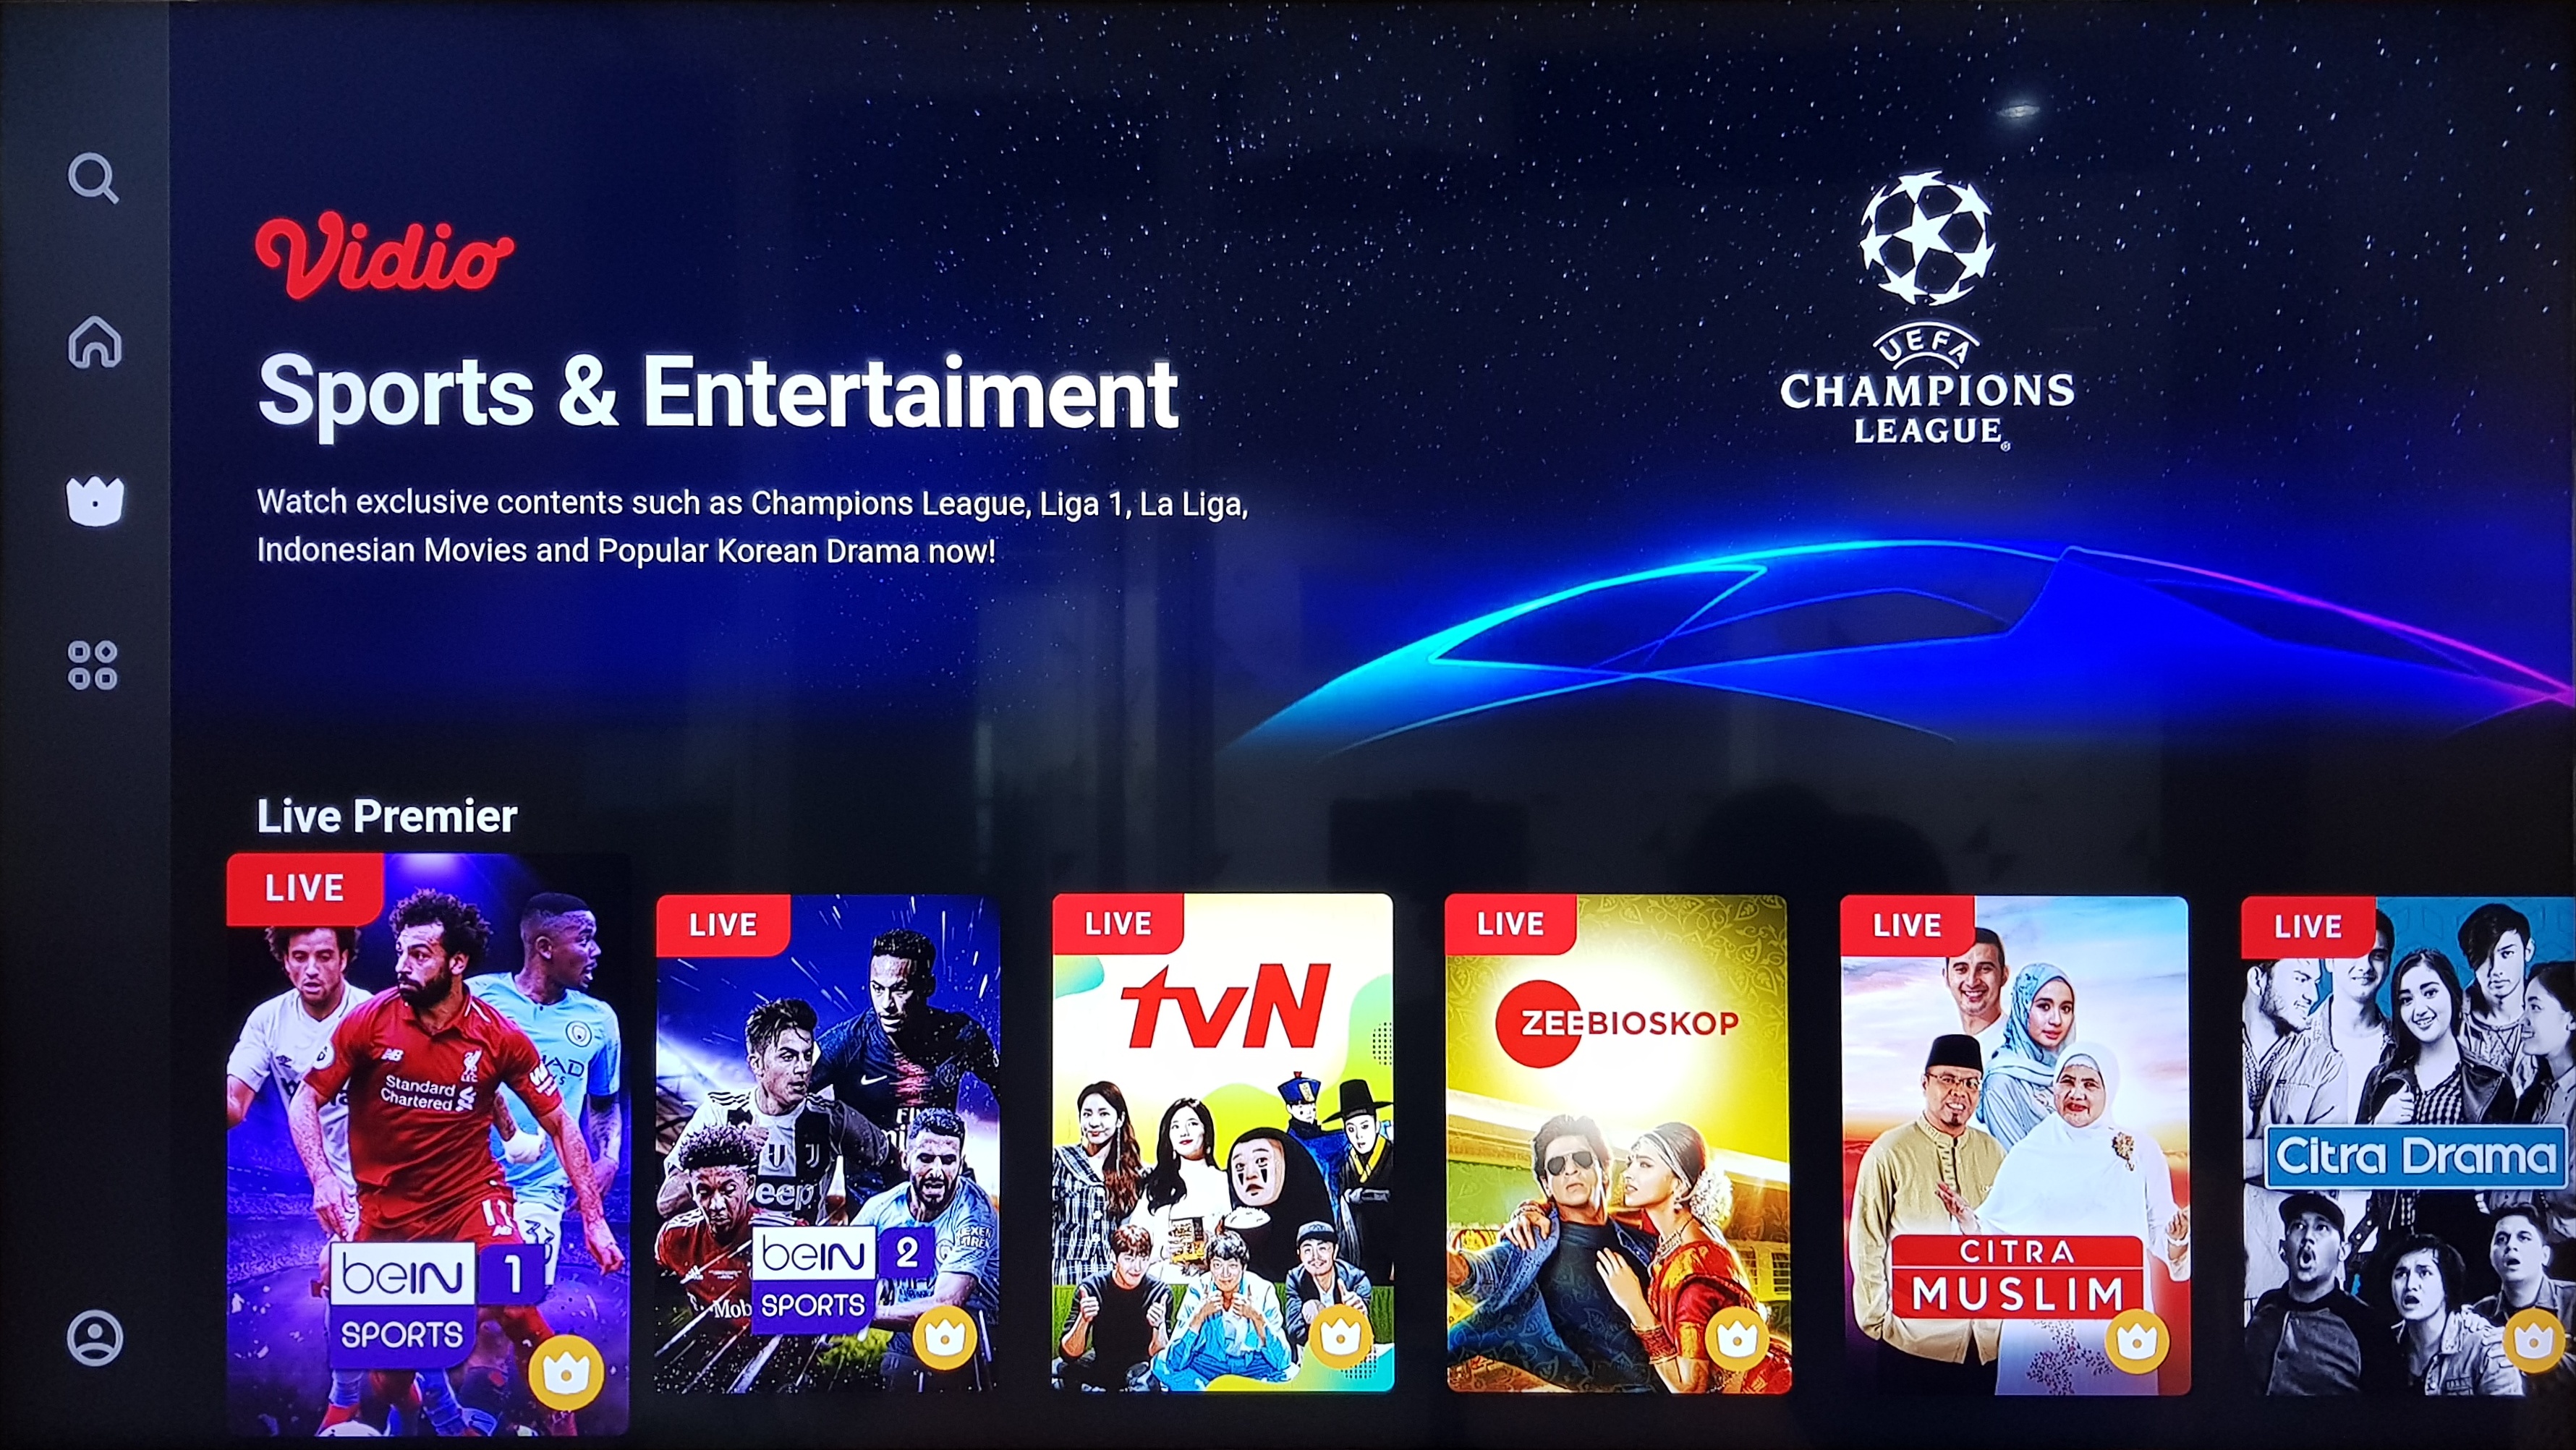 Vidio
Sports & Entertaiment
Watch exclusive contents such as Champions League, Liga 1, La Liga,
Indonesian Movies and Popular Korean Drama now!
UEFA
CHAMPIONS
LEAGUE
Live Premier
LIVE
Standard
Chartered
11
beIN 1
SPORTS
LIVE
Jeep
beIN 2
SPORTS
LIVE
tvN
LIVE
ZEEBIOSKOP
LIVE
CITRA
MUSLIM
LIVE
Citra Drama